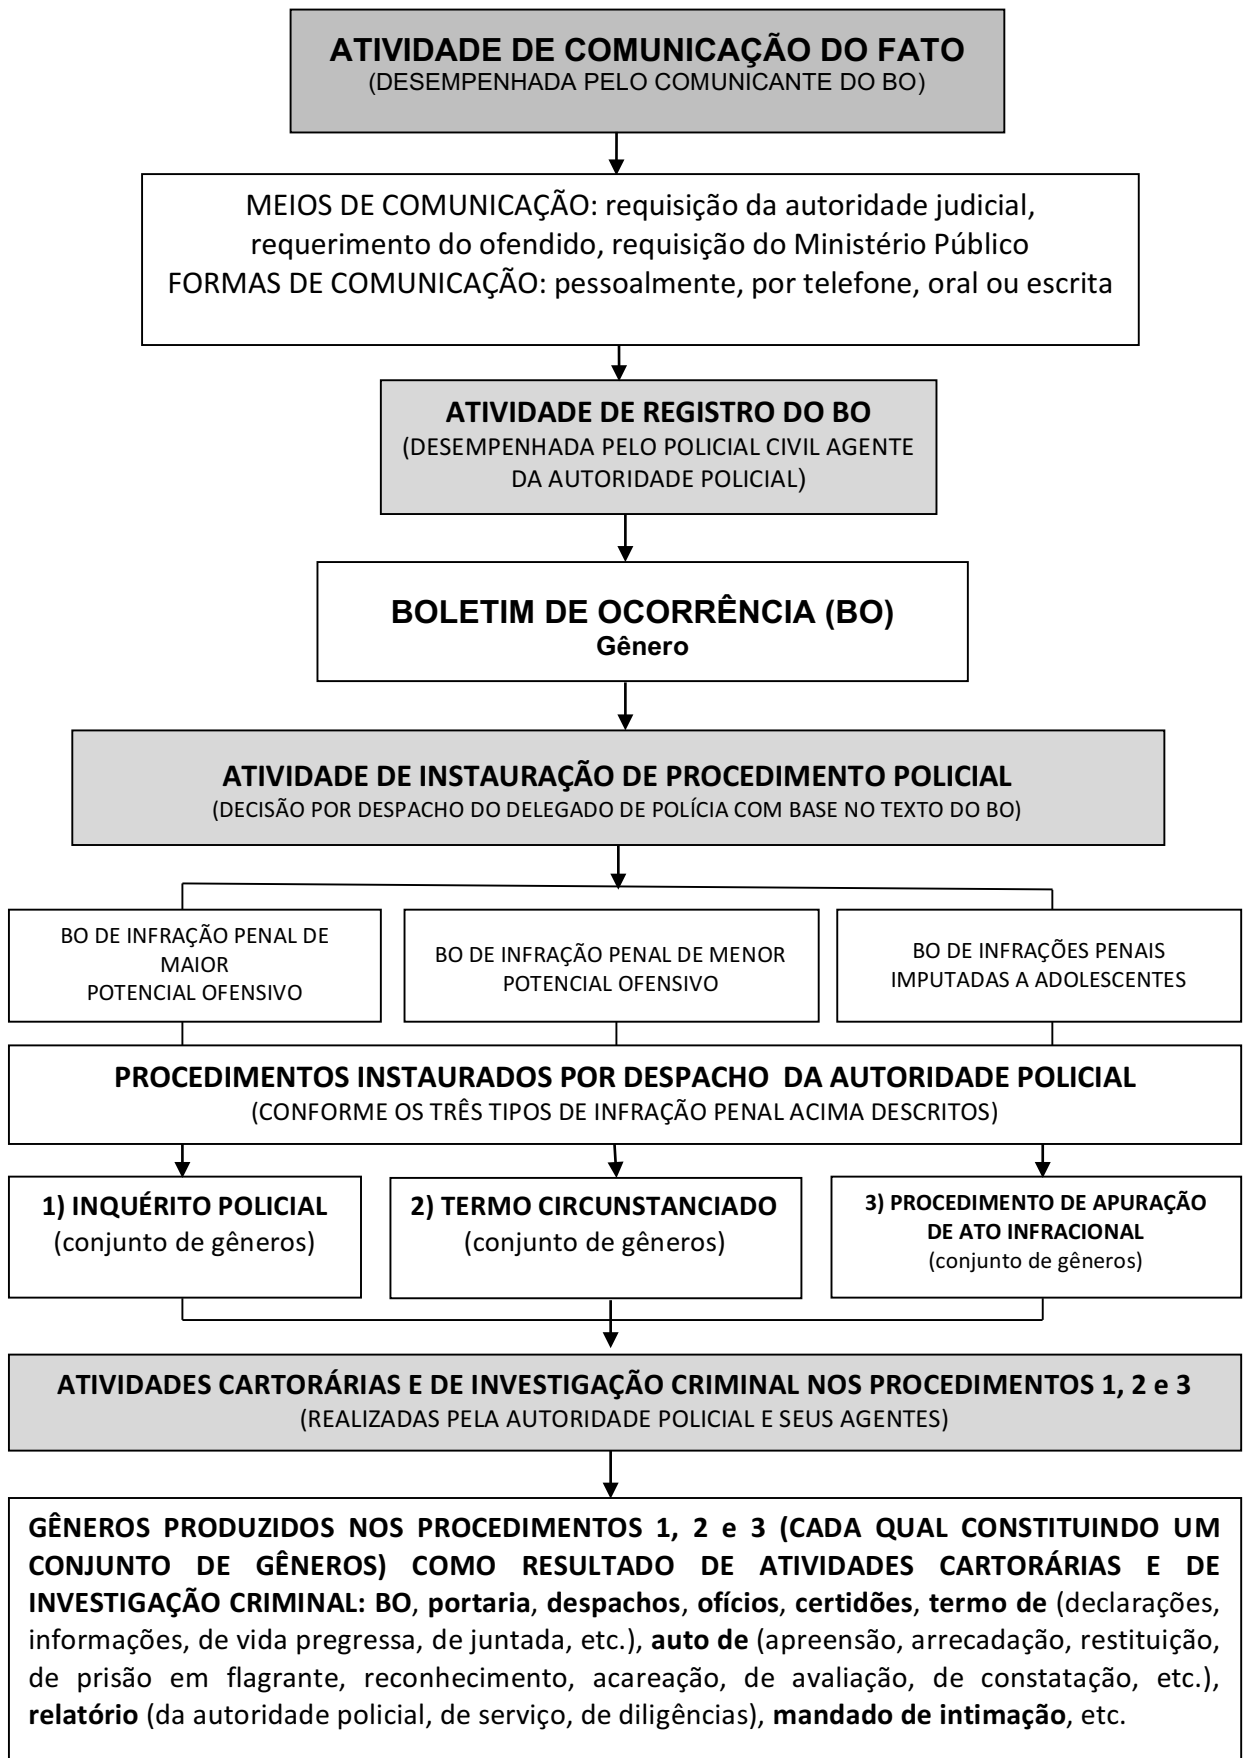 ATIVIDADE DE COMUNICAÇÃO DO FATO
(DESEMPENHADA PELO COMUNICANTE DO BO)
MEIOS DE COMUNICAÇÃO: requisição da autoridade judicial,
requerimento do ofendido, requisição do Ministério Público
FORMAS DE COMUNICAÇÃO: pessoalmente, por telefone, oral ou escrita
ATIVIDADE DE REGISTRO DO BO
(DESEMPENHADA PELO POLICIAL CIVIL AGENTE
DA AUTORIDADE POLICIAL)
BOLETIM DE OCORRÊNCIA (BO)
Gênero
ATIVIDADE DE INSTAURAÇÃO DE PROCEDIMENTO POLICIAL
(DECISÃO POR DESPACHO DO DELEGADO DE POLÍCIA COM BASE NO TEXTO DO BO)
BO DE INFRAÇÃO PENAL DE
MAIOR
POTENCIAL OFENSIVO
BO DE INFRAÇÃO PENAL DE MENOR
POTENCIAL OFENSIVO
BO DE INFRAÇÕES PENAIS
IMPUTADAS A ADOLESCENTES
PROCEDIMENTOS INSTAURADOS POR DESPACHO DA AUTORIDADE POLICIAL
(CONFORME OS TRÊS TIPOS DE INFRAÇÃO PENAL ACIMA DESCRITOS)
1) INQUÉRITO POLICIAL
(conjunto de gêneros)
2) TERMO CIRCUNSTANCIADO
(conjunto de gêneros)
3) PROCEDIMENTO DE APURAÇÃO
DE ATO INFRACIONAL
(conjunto de gêneros)
ATIVIDADES CARTORÁRIAS E DE INVESTIGAÇÃO CRIMINAL NOS PROCEDIMENTOS 1, 2 e 3
(REALIZADAS PELA AUTORIDADE POLICIAL E SEUS AGENTES)
GÊNEROS PRODUZIDOS NOS PROCEDIMENTOS 1, 2 e 3 (CADA QUAL CONSTITUINDO UM
CONJUNTO DE GÊNEROS) COMO RESULTADO DE ATIVIDADES CARTORÁRIAS E DE
INVESTIGAÇÃO CRIMINAL: BO, portaria, despachos, ofícios, certidões, termo de (declarações,
informações, de vida pregressa, de juntada, etc.), auto de (apreensão, arrecadação, restituição,
de prisão em flagrante, reconhecimento, acareação, de avaliação, de constatação, etc.),
relatório (da autoridade policial, de serviço, de diligências), mandado de intimação, etc.